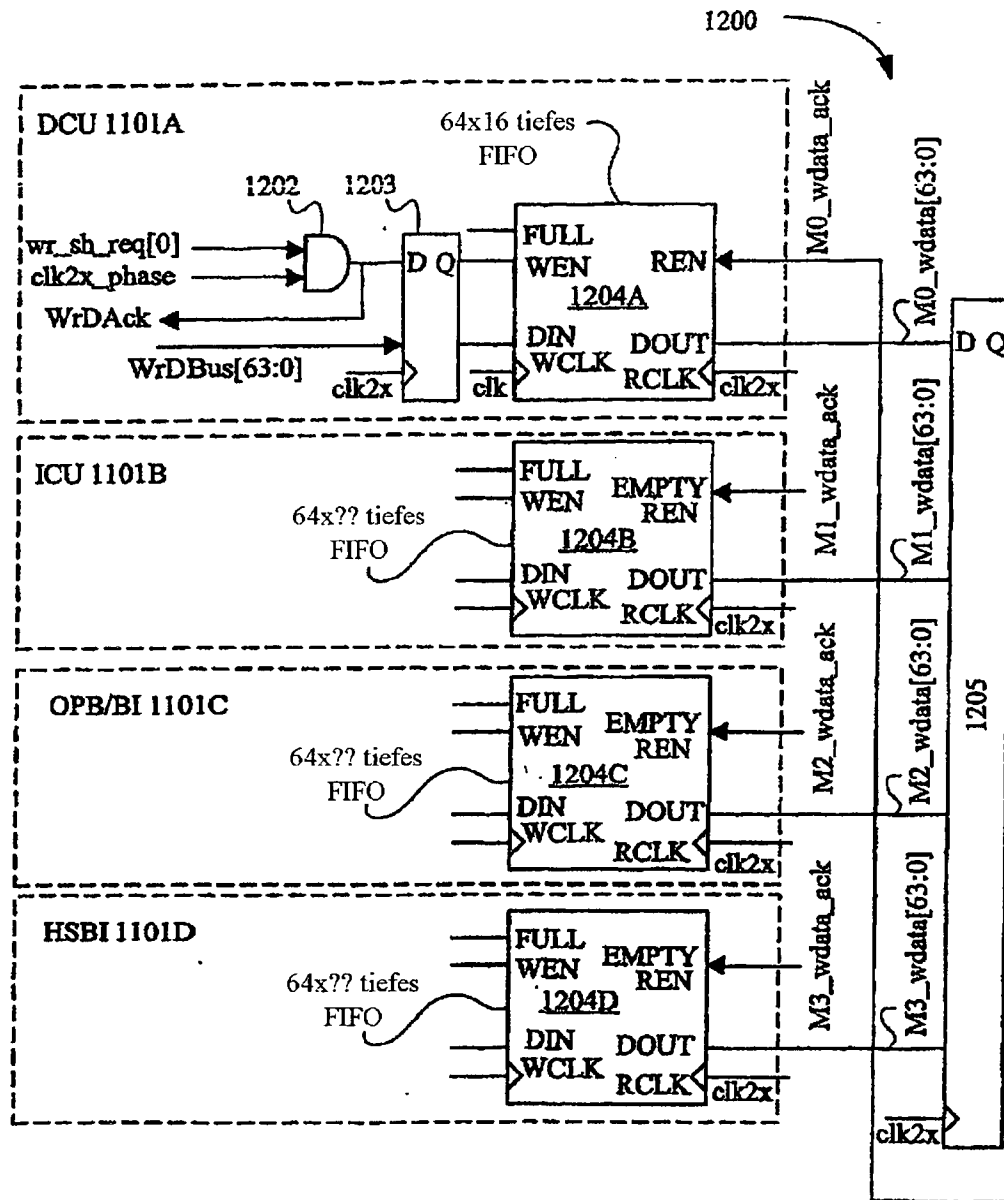 1200
DCU 1101A
64x16 tiefes
FIFO
M0_wdata_ack
1202
1203
wr_sh_req[0]
clk2x_phase
WrDAck
WrDBus[63:0]
D Q
clk2x
FULL
WEN
REN
1204A
DIN
DOUT
WCLK
RCLK
clk
clk2x
M0_wdata[63:0]
D Q
ICU 1101B
64x?? tiefes
FIFO
FULL
WEN
EMPTY
REN
1204B
DIN
DOUT
WCLK
RCLK
clk2x
M1_wdata_ack
M1_wdata[63:0]
OPB/BI 1101C
64x?? tiefes
FIFO
FULL
WEN
EMPTY
REN
1204C
DIN
DOUT
WCLK
RCLK
clk2x
M2_wdata_ack
M2_wdata[63:0]
1205
HSBI 1101D
64x?? tiefes
FIFO
FULL
WEN
EMPTY
REN
1204D
DIN
DOUT
WCLK
RCLK
clk2x
M3_wdata_ack
M3_wdata[63:0]
clk2x